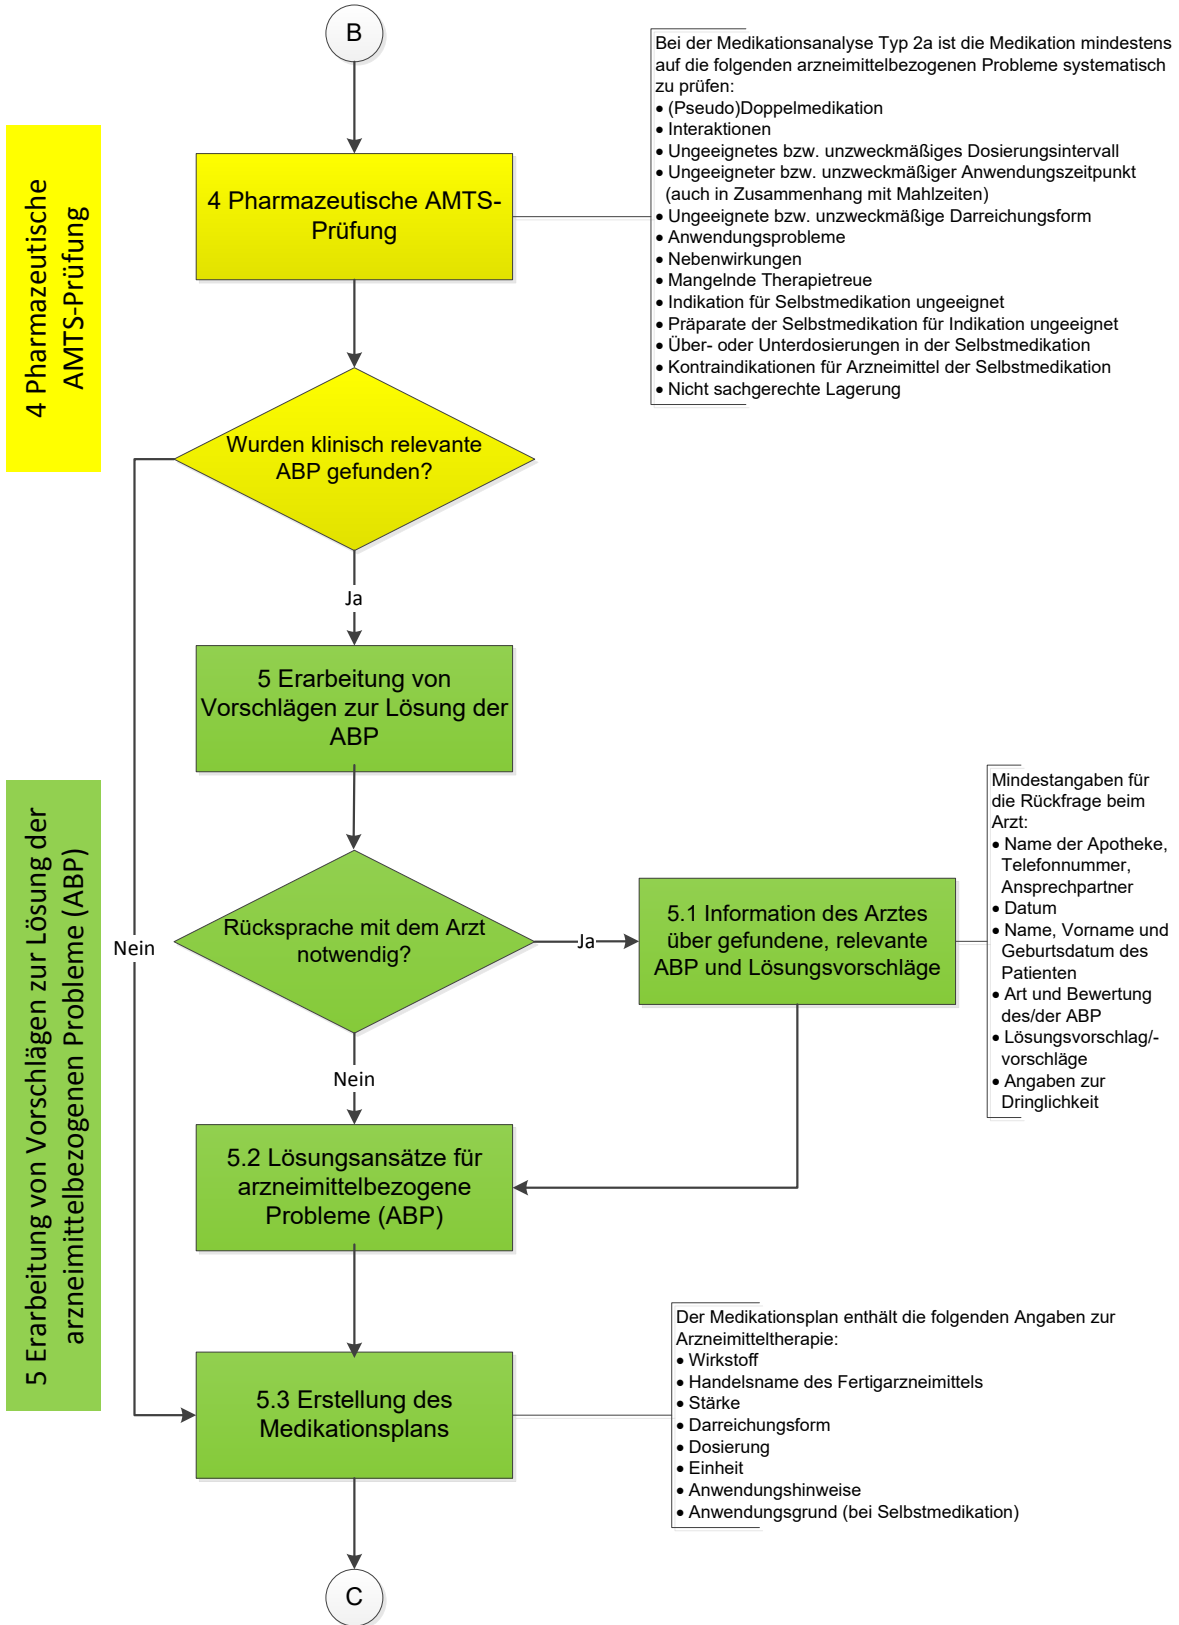 B
Bei der Medikationsanalyse Typ 2a ist die Medikation mindestens
auf die folgenden arzneimittelbezogenen Probleme systematisch
zu prüfen:
• (Pseudo)Doppelmedikation
• Interaktionen
• Ungeeignetes bzw. unzweckmäßiges Dosierungsintervall
• Ungeeigneter bzw. unzweckmäßiger Anwendungszeitpunkt
(auch in Zusammenhang mit Mahlzeiten)
• Ungeeignete bzw. unzweckmäßige Darreichungsform
• Anwendungsprobleme
• Nebenwirkungen
• Mangelnde Therapietreue
• Indikation für Selbstmedikation ungeeignet
• Präparate der Selbstmedikation für Indikation ungeeignet
• Über- oder Unterdosierungen in der Selbstmedikation
• Kontraindikationen für Arzneimittel der Selbstmedikation
• Nicht sachgerechte Lagerung
4 Pharmazeutische
AMTS-Prüfung
4 Pharmazeutische AMTS-
Prüfung
Wurden klinisch relevante
ABP gefunden?
Ja
5 Erarbeitung von
Vorschlägen zur Lösung der
ABP
5 Erarbeitung von Vorschlägen zur Lösung der
arzneimittelbezogenen Probleme (ABP)
Nein
Rücksprache mit dem Arzt
notwendig?
Ja
5.1 Information des Arztes
über gefundene, relevante
ABP und Lösungsvorschläge
Mindestangaben für
die Rückfrage beim
Arzt:
• Name der Apotheke,
Telefonnummer,
Ansprechpartner
• Datum
• Name, Vorname und
Geburtsdatum des
Patienten
• Art und Bewertung
des/der ABP
• Lösungsvorschlag/-
vorschläge
• Angaben zur
Dringlichkeit
Nein
5.2 Lösungsansätze für
arzneimittelbezogene
Probleme (ABP)
5.3 Erstellung des
Medikationsplans
Der Medikationsplan enthält die folgenden Angaben zur
Arzneimitteltherapie:
• Wirkstoff
• Handelsname des Fertigarzneimittels
• Stärke
• Darreichungsform
• Dosierung
• Einheit
• Anwendungshinweise
• Anwendungsgrund (bei Selbstmedikation)
C